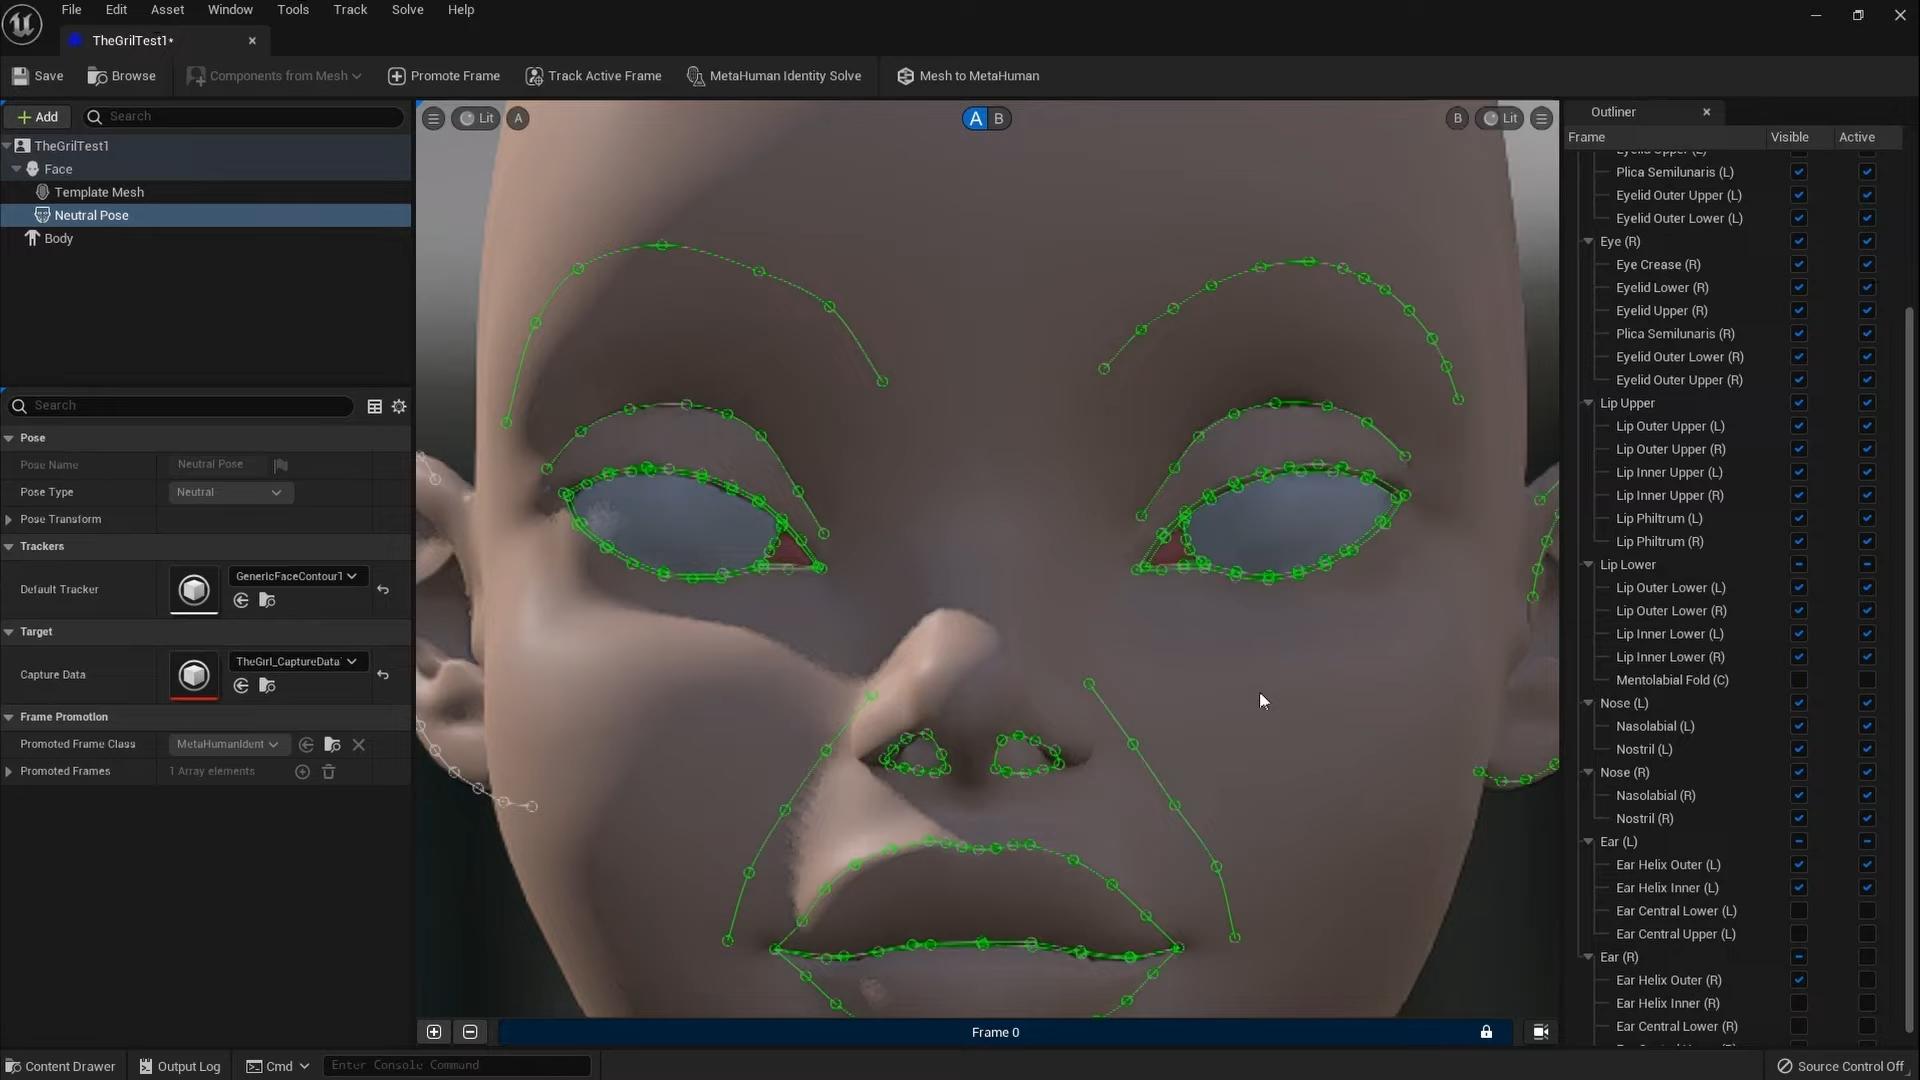 File Edit Asset Window Tools Track Solve Help
TheGrilTest1*
Save Browse Components from Mesh Promote Frame Track Active Frame MetaHuman Identity Solve Mesh to MetaHuman
Add Search
TheGrilTest1
Face
Template Mesh
Neutral Pose
Body
Search
Pose
Pose Name Neutral Pose
Pose Type Neutral
Pose Transform
Trackers
Default Tracker GenericFaceContourT
Target
Capture Data TheGirl_CaptureData
Frame Promotion
Promoted Frame Class MetaHumanIdent
Promoted Frames 1 Array elements
Lit A A B B Lit
Frame 0
Outliner
Frame Visible Active
Eyelid Upper (L)
Plica Semilunaris (L)
Eyelid Outer Upper (L)
Eyelid Outer Lower (L)
Eye (R)
Eye Crease (R)
Eyelid Lower (R)
Eyelid Upper (R)
Plica Semilunaris (R)
Eyelid Outer Lower (R)
Eyelid Outer Upper (R)
Lip Upper
Lip Outer Upper (L)
Lip Outer Upper (R)
Lip Inner Upper (L)
Lip Inner Upper (R)
Lip Philtrum (L)
Lip Philtrum (R)
Lip Lower
Lip Outer Lower (L)
Lip Outer Lower (R)
Lip Inner Lower (L)
Lip Inner Lower (R)
Mentolabial Fold (C)
Nose (L)
Nasolabial (L)
Nostril (L)
Nose (R)
Nasolabial (R)
Nostril (R)
Ear (L)
Ear Helix Outer (L)
Ear Helix Inner (L)
Ear Central Lower (L)
Ear Central Upper (L)
Ear (R)
Ear Helix Outer (R)
Ear Helix Inner (R)
Ear Central Lower (R)
Content Drawer Output Log Cmd Enter Console Command Source Control Off